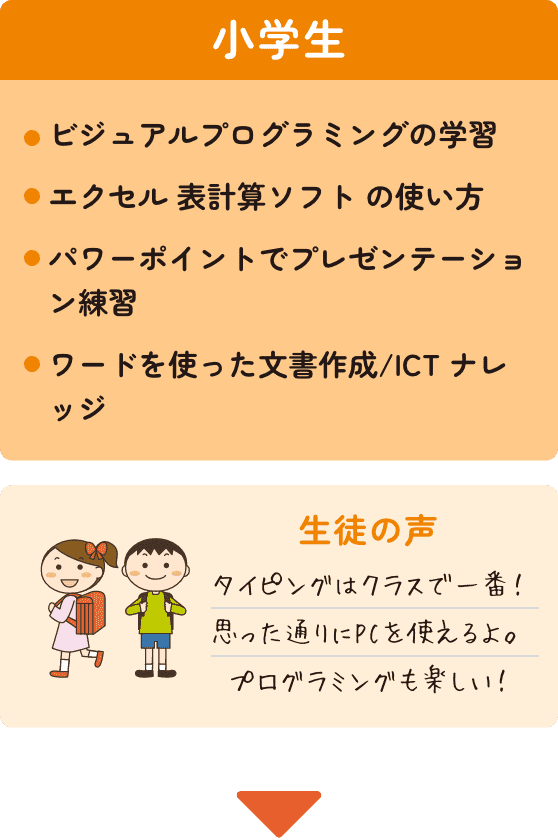 小学生
ビジュアルプログラミングの学習
エクセル 表計算ソフト の使い方
パワーポイントでプレゼンテーショ
ン練習
ワードを使った文書作成/ICT ナレ
ッジ
生徒の声
タイピングはクラスで一番！
思った通りにPCを使えるよ。
プログラミングも楽しい！